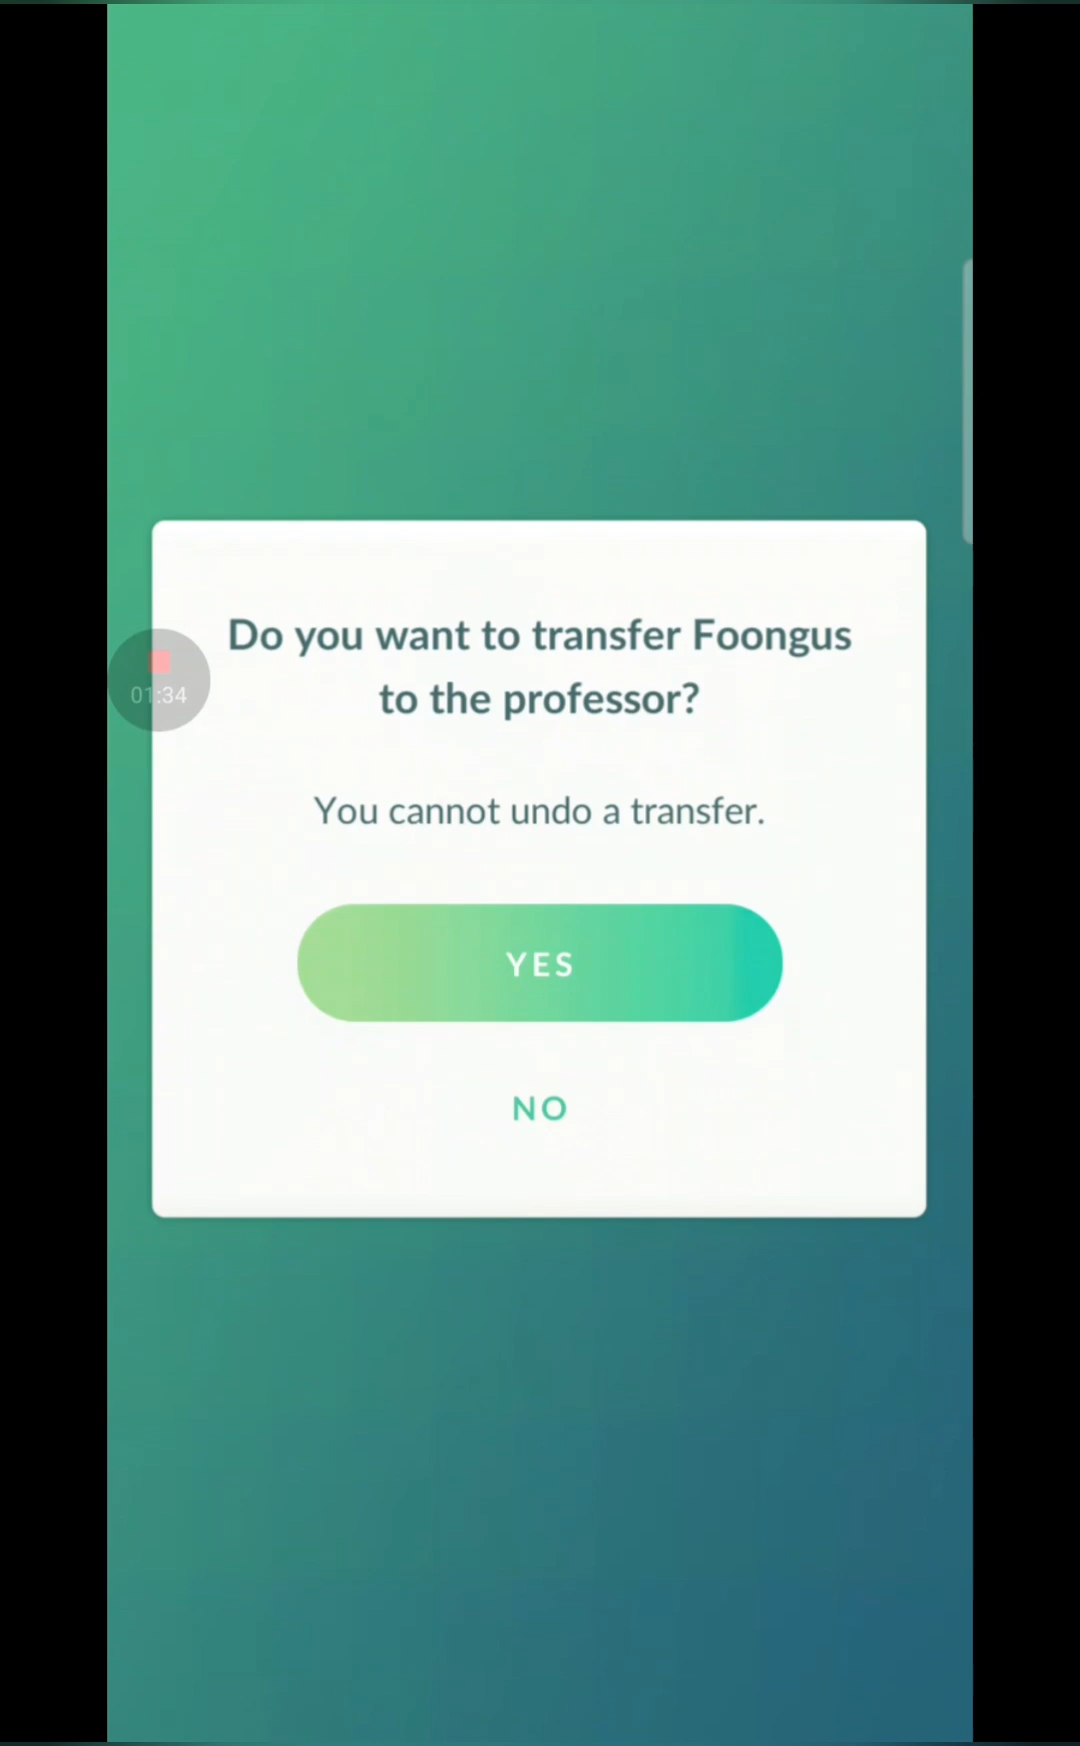 Do you want to transfer Foongus
to the professor?
01:34
You cannot undo a transfer.
YES
NO